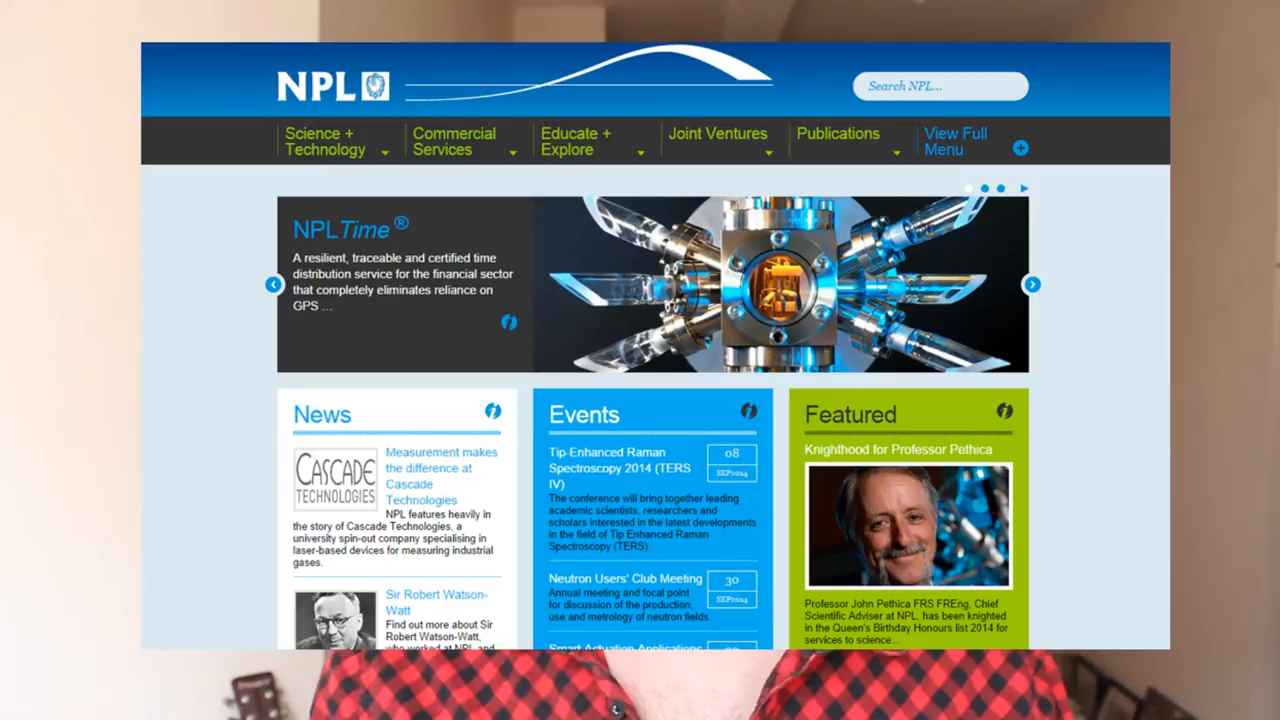 NPL
Search NPL...
Science +
Technology
Commercial
Services
Educate +
Explore
Joint Ventures
Publications
View Full
Menu
NPLTime ®
A resilient, traceable and certified time
distribution service for the financial sector
that completely eliminates reliance on
GPS ...
News
CASCADE
TECHNOLOGIES
Measurement makes
the difference at
Cascade
Technologies
NPL features heavily in
the story of Cascade Technologies, a
university spin-out company specialising in
laser-based devices for measuring industrial
gases.
Sir Robert Watson-
Watt
Find out more about Sir
Robert Watson-Watt,
who worked at NPL and
Events
Tip-Enhanced Raman
Spectroscopy 2014 (TERS
IV)
08
SEP2014
The conference will bring together leading
academic scientists, researchers and
scholars interested in the latest developments
in the field of Tip Enhanced Raman
Spectroscopy (TERS)
Neutron Users' Club Meeting
30
SEP2014
Annual meeting and focal point
for discussion of the production,
use and metrology of neutron fields.
Smart Actuation Applications
Featured
Knighthood for Professor Pethica
Professor John Pethica FRS FREng, Chief
Scientific Adviser at NPL, has been knighted
in the Queen's Birthday Honours list 2014 for
services to science...